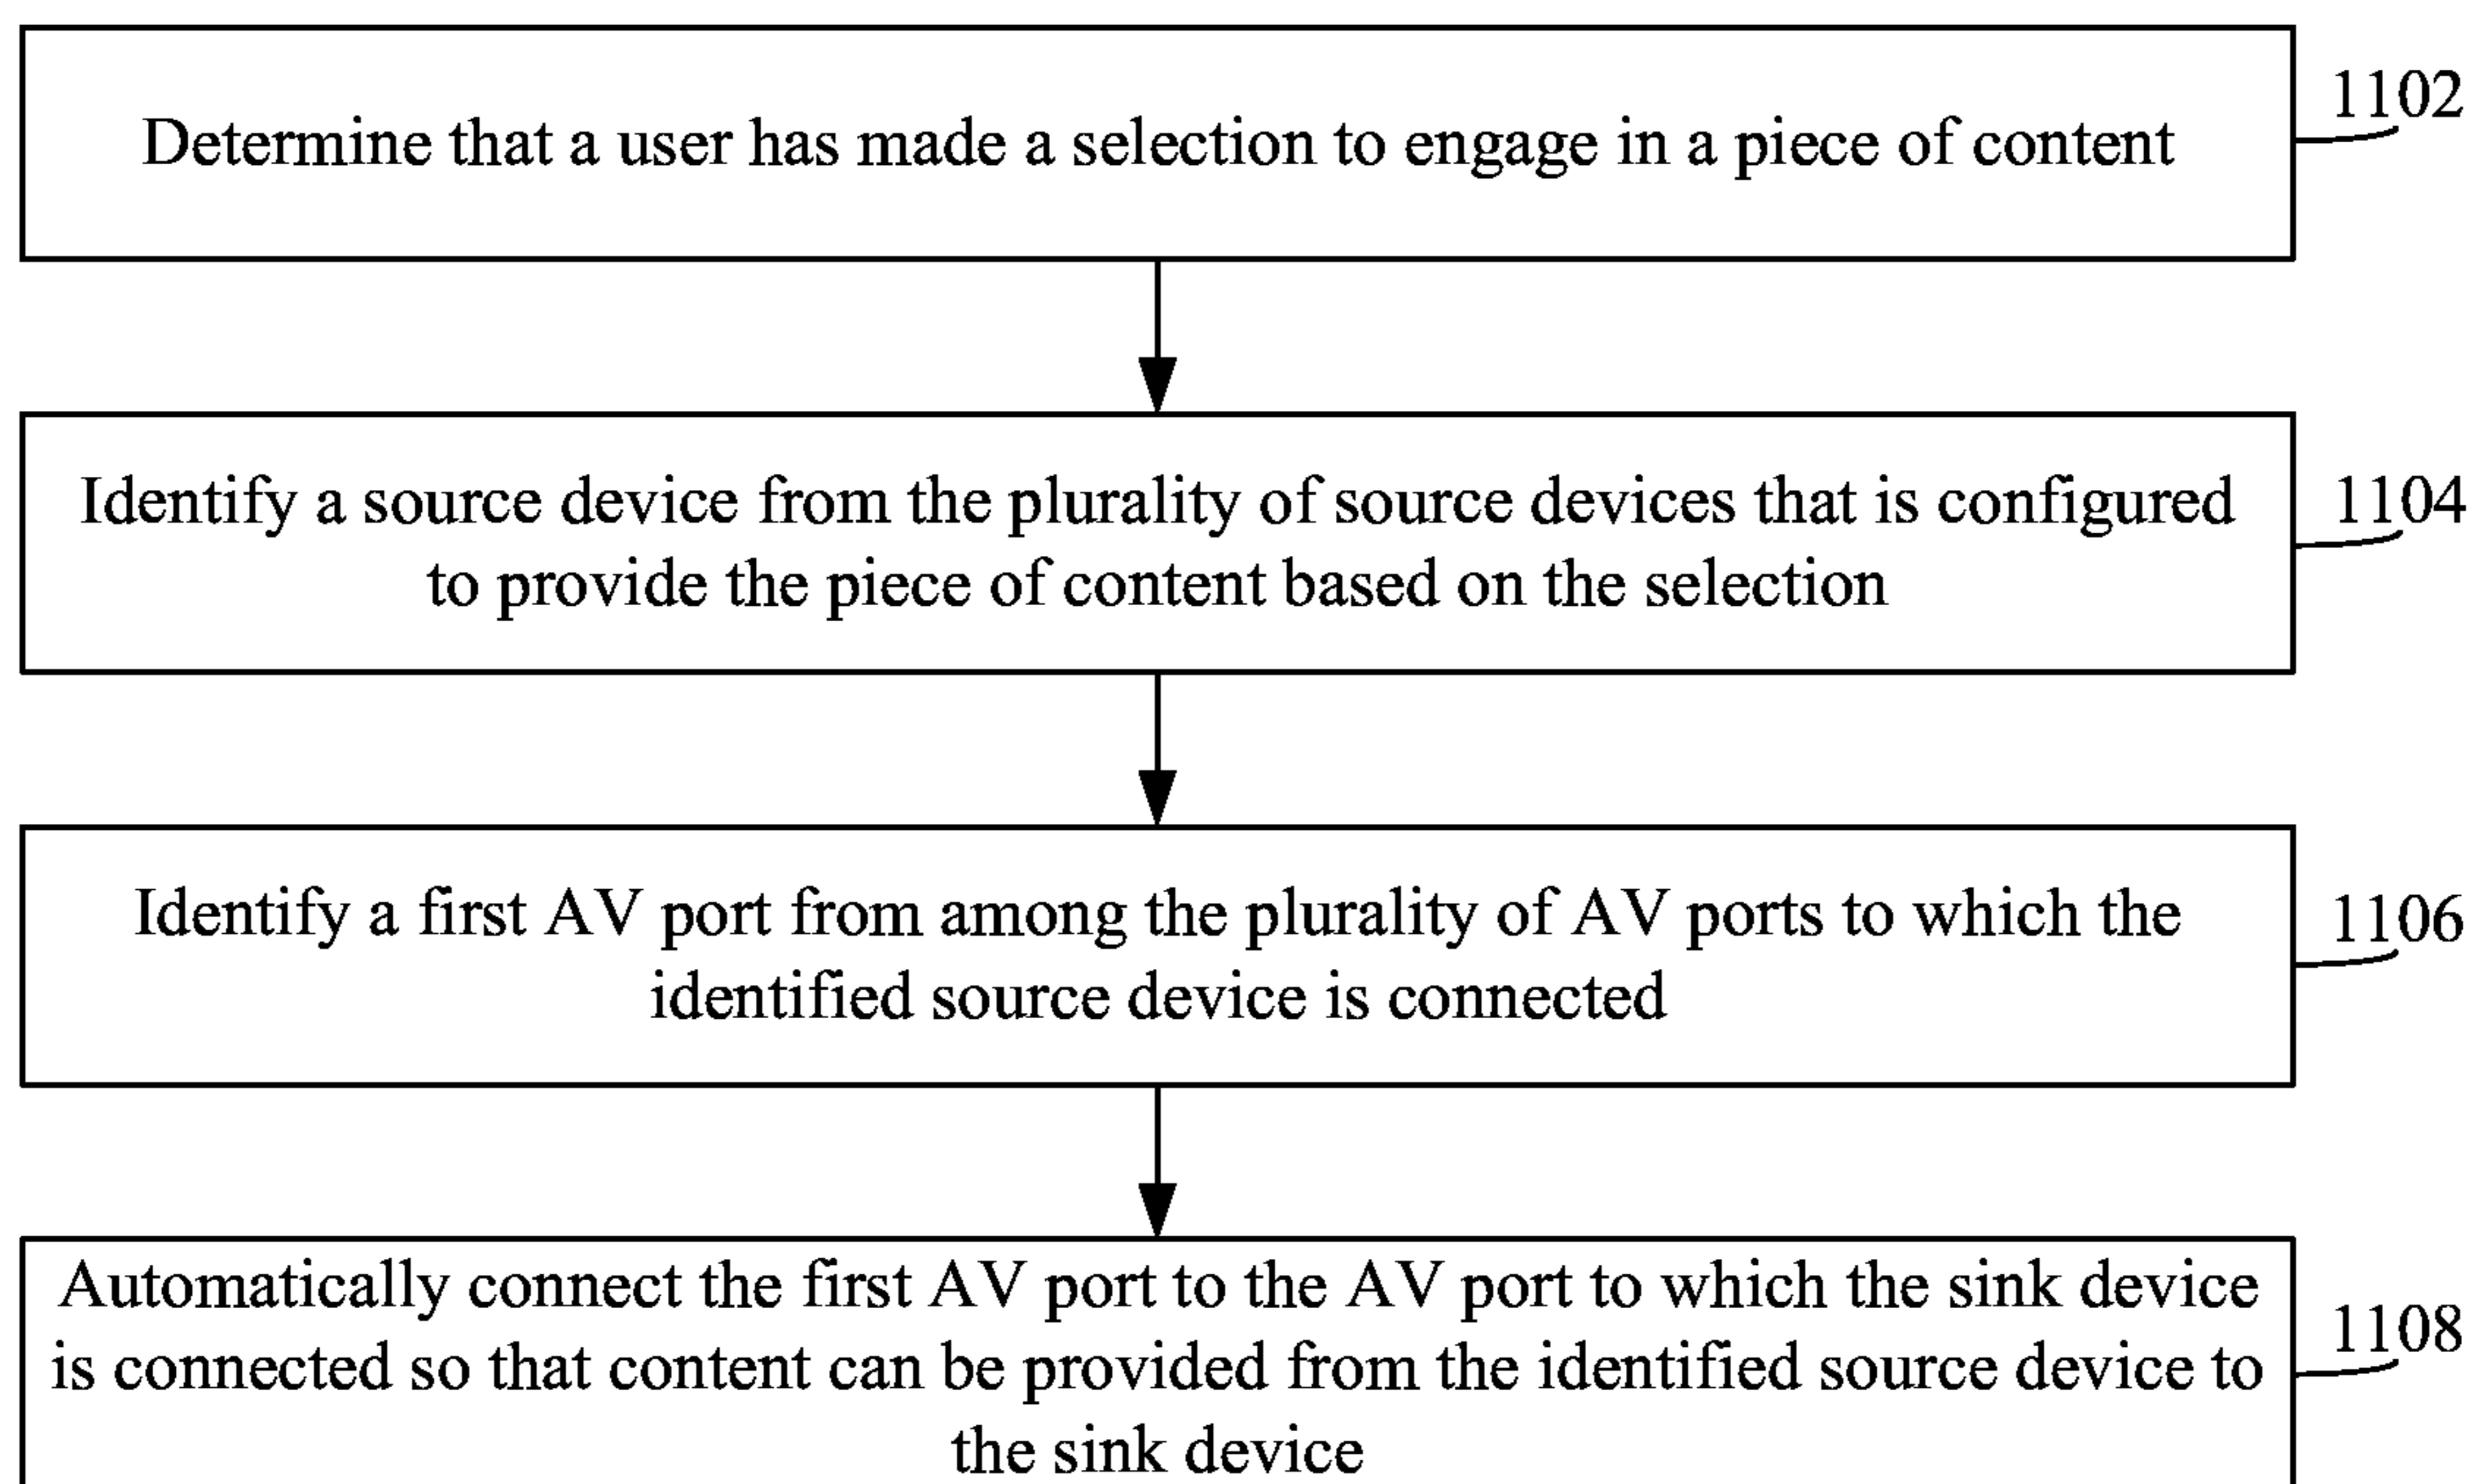 Determine that a user has made a selection to engage in a piece of content
1102
Identify a source device from the plurality of source devices that is configured
to provide the piece of content based on the selection
1104
Identify a first AV port from among the plurality of AV ports to which the
identified source device is connected
1106
Automatically connect the first AV port to the AV port to which the sink device
is connected so that content can be provided from the identified source device to
the sink device
1108